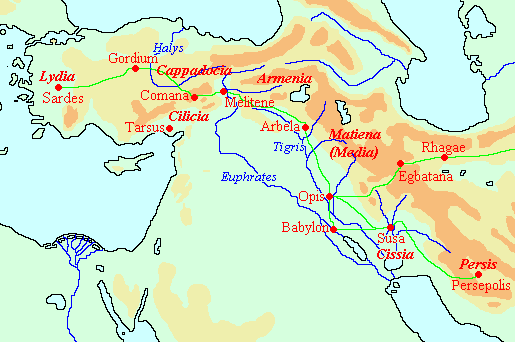 Halys
Gordium
Lydia
Cappadocia
Armenia
Sardes
Comana
Melitene
Cilicia
Tarsus
Arbela
Matiena
(Media)
Rhagae
Tigris
Egbatana
Euphrates
Opis
Babylon
Susa
Cissia
Persis
Persepolis